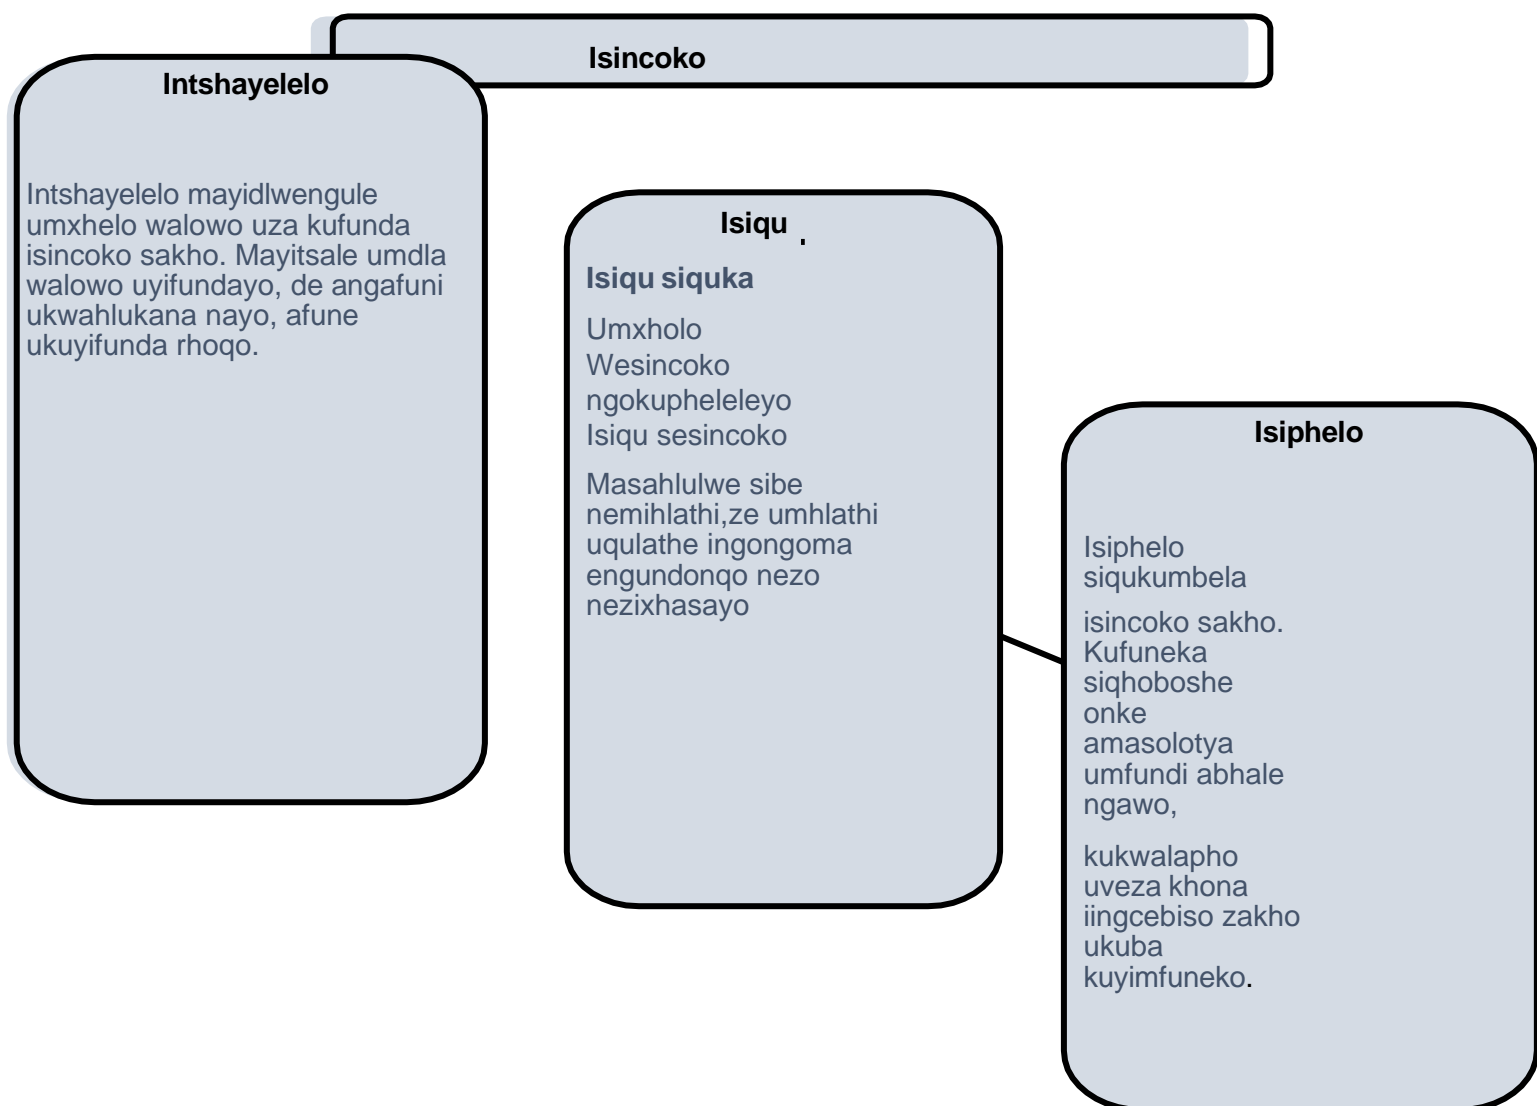 Isincoko
Intshayelelo
Intshayelelo mayidlwengule
umxhelo walowo uza kufunda
isincoko sakho. Mayitsale umdla
walowo uyifundayo, de angafuni
ukwahlukana nayo, afune
ukuyifunda rhoqo.
Isiqu
Isiqu siquka
Umxholo
Wesincoko
ngokupheleleyo
Isiqu sesincoko
Masahlulwe sibe
nemihlathi,ze umhlathi
uqulathe ingongoma
engundonqo nezo
nezixhasayo
Isiphelo
Isiphelo
siqukumbela
isincoko sakho.
Kufuneka
siqhoboshe
onke
amasolotya
umfundi abhale
ngawo,
kukwalapho
uveza khona
iingcebiso zakho
ukuba
kuyimfuneko.